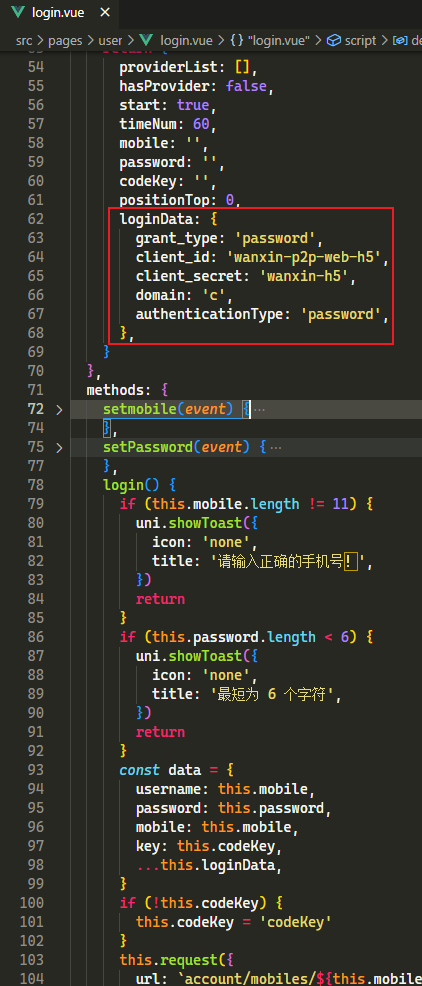 login.vue ×
src > pages > user > login.vue > {} "login.vue" > script > de
54 providerList: [],
55 hasProvider: false,
56 start: true,
57 timeNum: 60,
58 mobile: '',
59 password: '',
60 codeKey: '',
61 positionTop: 0,
62 loginData: {
63 grant_type: 'password',
64 client_id: 'wanxin-p2p-web-h5',
65 client_secret: 'wanxin-h5',
66 domain: 'c',
67 authenticationType: 'password',
68 },
69 }
70 },
71 methods: {
72 setmobile(event) {···
74 },
75 setPassword(event) {···
77 },
78 login() {
79 if (this.mobile.length != 11) {
80 uni.showToast({
81 icon: 'none',
82 title: '请输入正确的手机号！',
83 })
84 return
85 }
86 if (this.password.length < 6) {
87 uni.showToast({
88 icon: 'none',
89 title: '最短为 6 个字符',
90 })
91 return
92 }
93 const data = {
94 username: this.mobile,
95 password: this.password,
96 mobile: this.mobile,
97 key: this.codeKey,
98 ...this.loginData,
99 }
100 if (!this.codeKey) {
101 this.codeKey = 'codeKey'
102 }
103 this.request({
104 url: `account/mobiles/${this.mobile